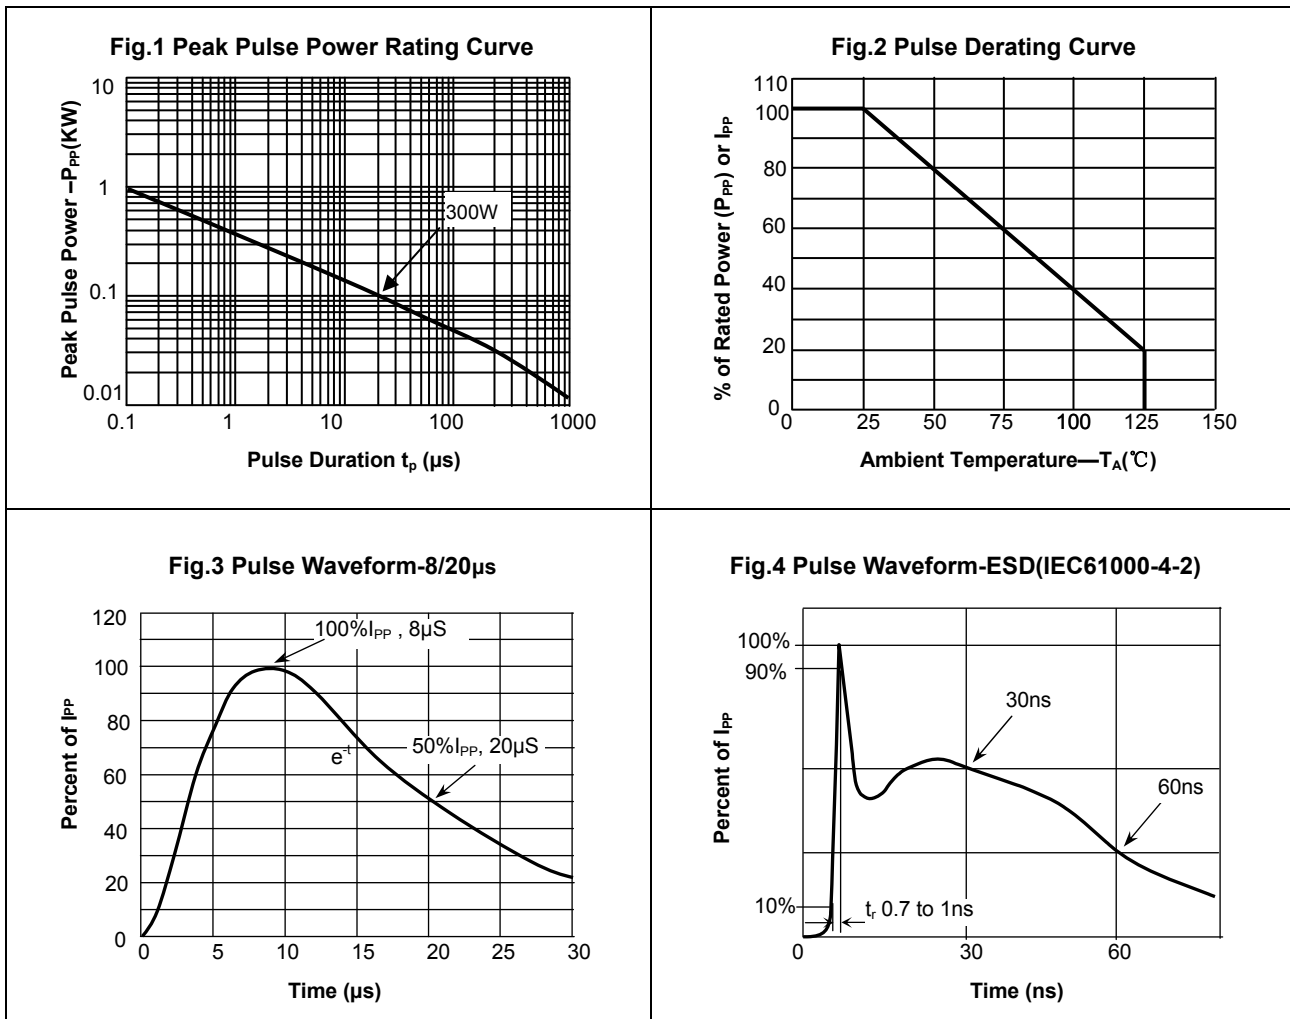 Fig.1 Peak Pulse Power Rating Curve
Peak Pulse Power –PPP(KW)
10
1
0.1
0.01
300W
0.1 1 10 100 1000
Pulse Duration tp (µs)
Fig.2 Pulse Derating Curve
% of Rated Power (PPP) or IPP
110
100
80
60
40
20
0
0 25 50 75 100 125 150
Ambient Temperature—TA(℃)
Fig.3 Pulse Waveform-8/20µs
Percent of IPP
120
100
80
60
40
20
0
100%IPP , 8µS
e-t
50%IPP, 20µS
0 5 10 15 20 25 30
Time (µs)
Fig.4 Pulse Waveform-ESD(IEC61000-4-2)
Percent of IPP
100%
90%
10%
30ns
60ns
tr 0.7 to 1ns
0 30 60
Time (ns)